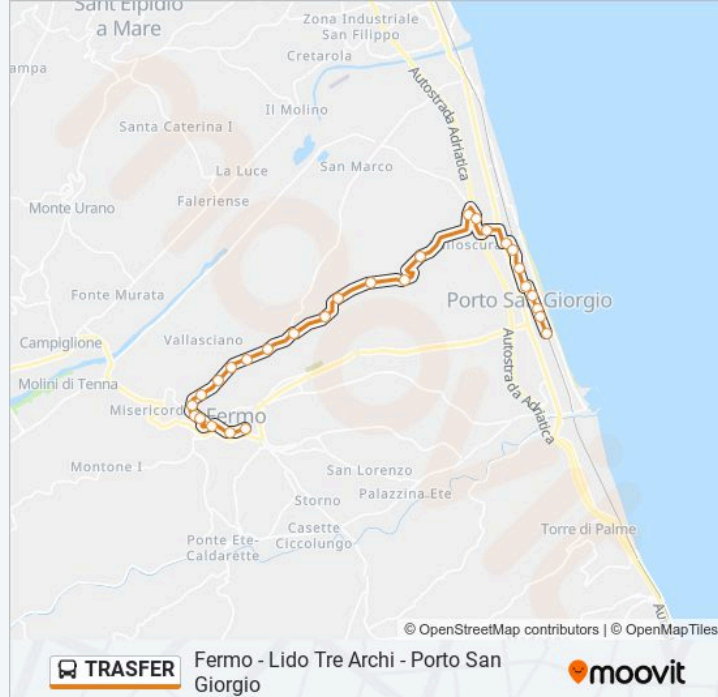 Sant'Elpidio
a Mare
Zona Industriale
San Filippo
Cretarola
Autostrada Adriatica
Il Molino
Santa Caterina I
San Marco
La Luce
Faleriense
Monte Urano
Fonte Murata
Porto San Giorgio
Vallasciano
Campiglione
Molini di Tenna
Autostrada Adriatica
Fermo
Montone I
San Lorenzo
Palazzina Ete
Storno
Casette
Ciccolungo
Ponte Ete-
Caldarette
Torre di Palme
© OpenStreetMap contributors | © OpenMapTiles
TRASFER
Fermo - Lido Tre Archi - Porto San
Giorgio
moovit